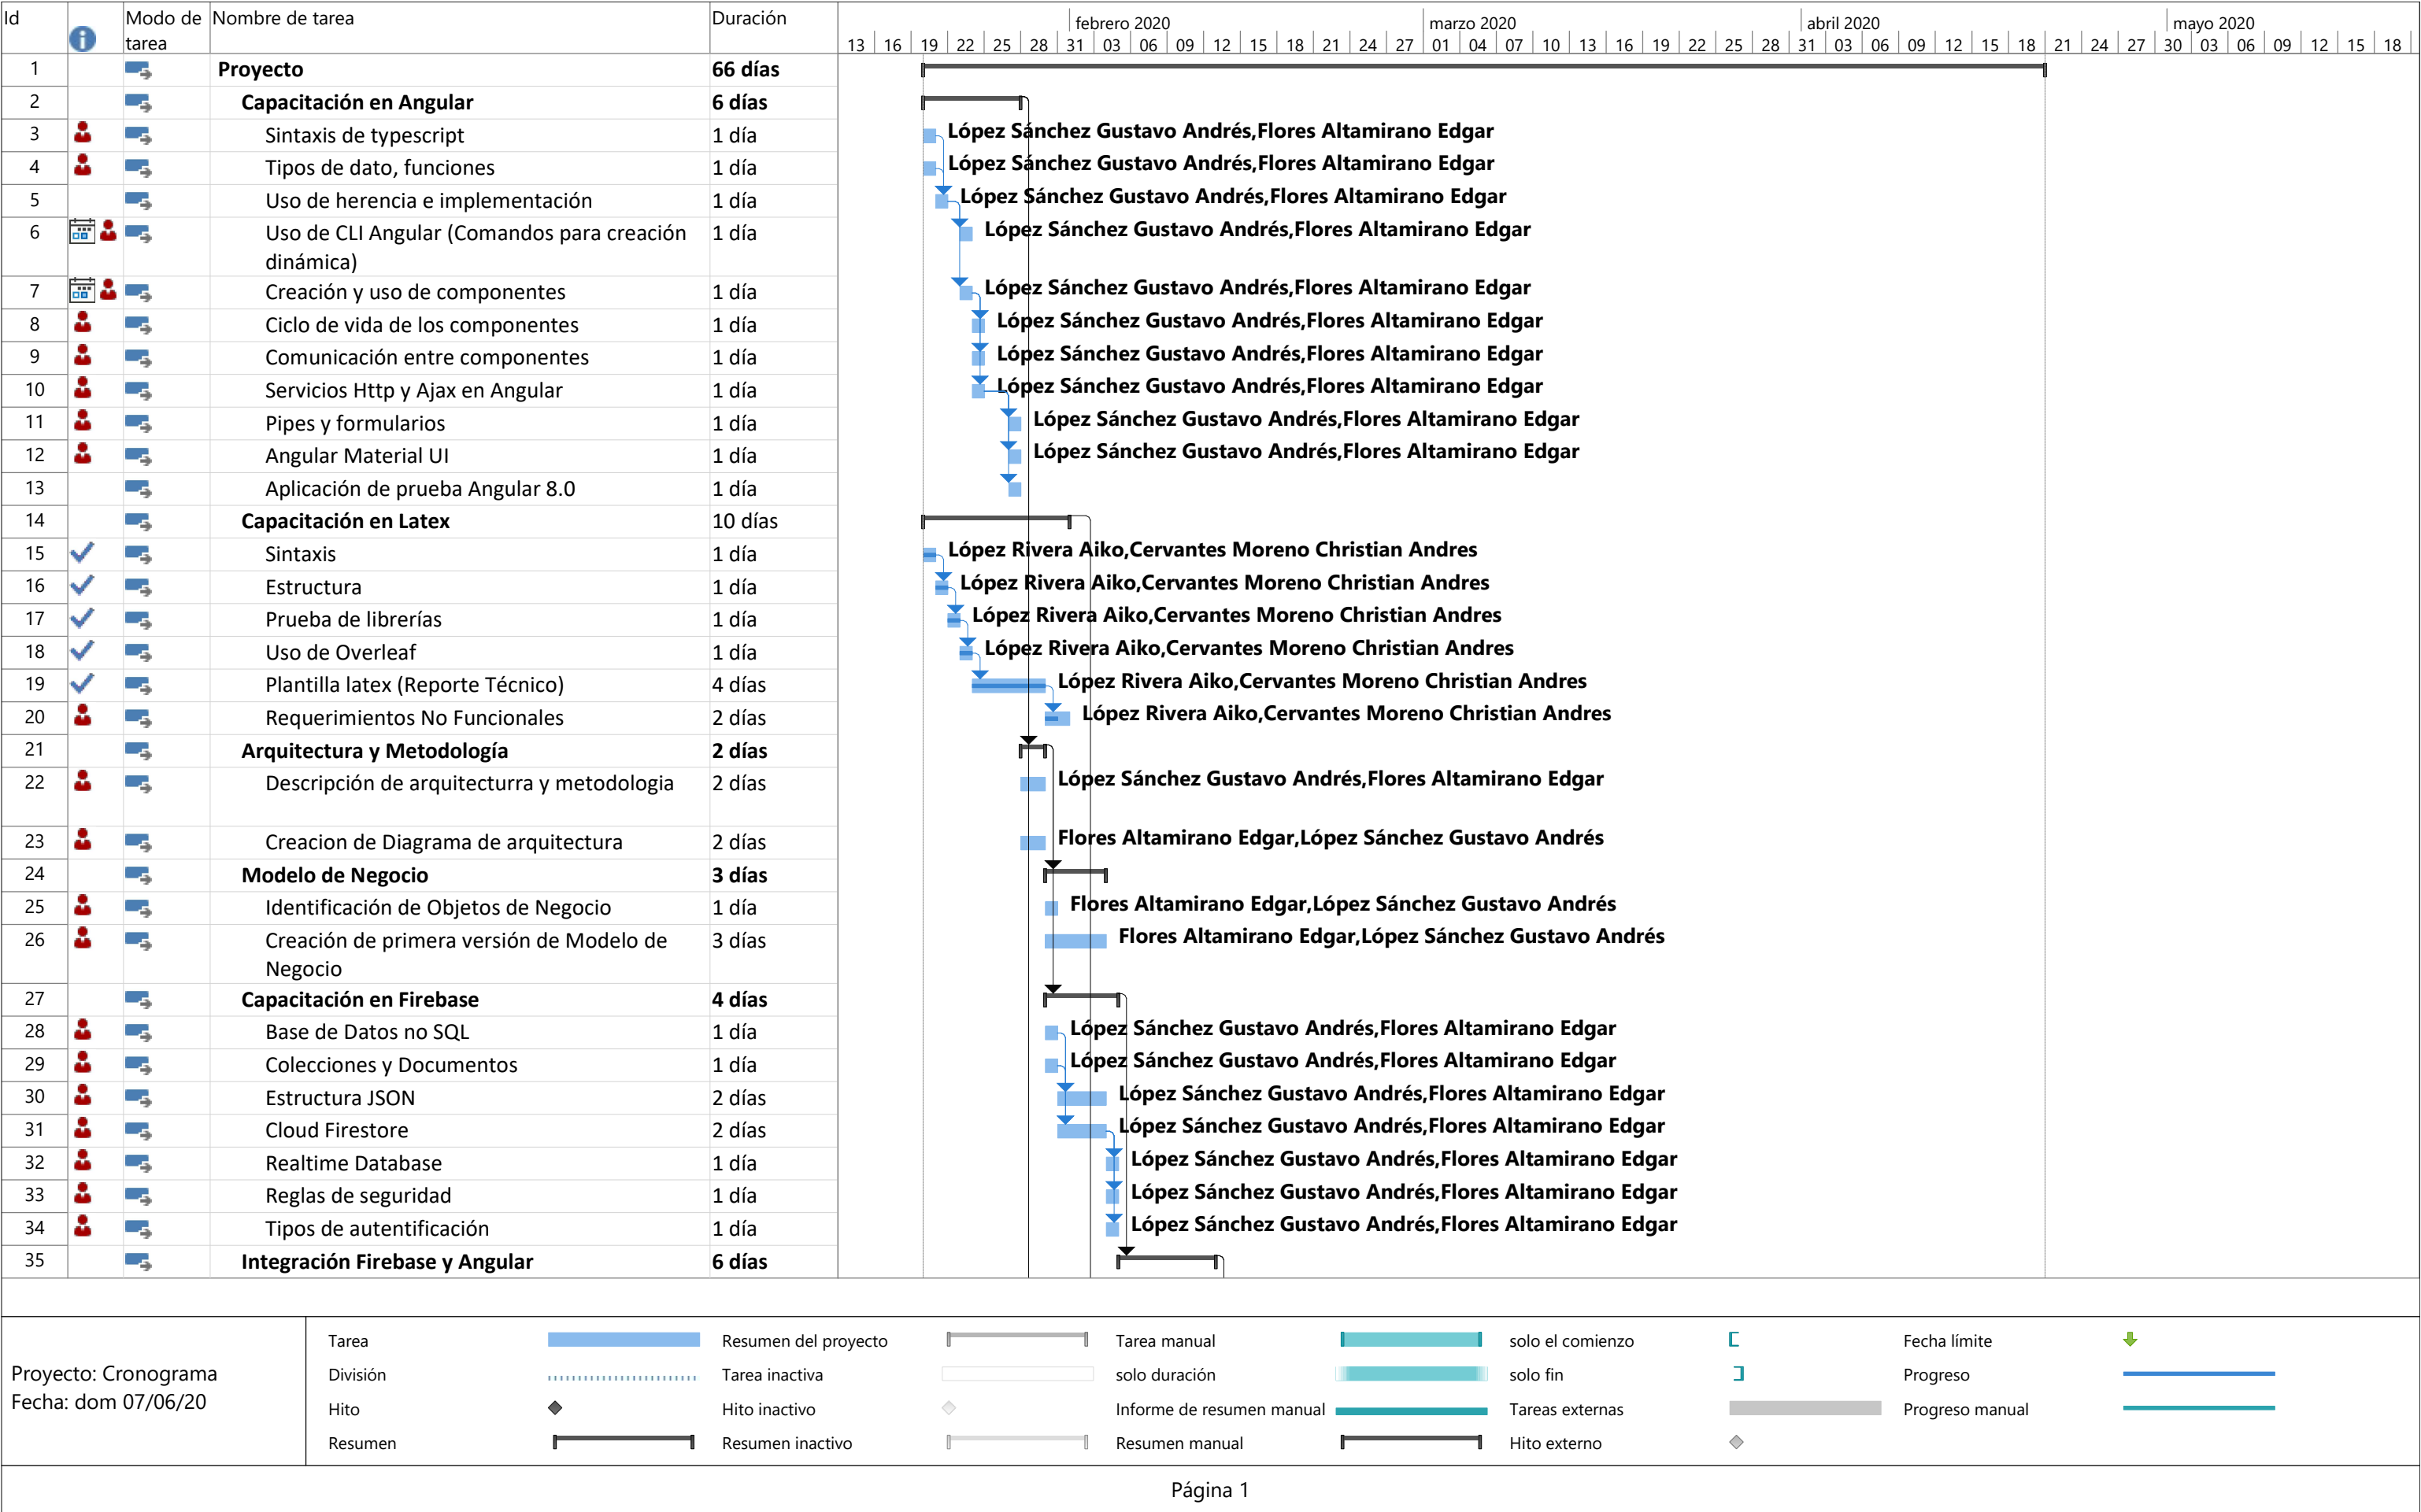 Id Modo de tarea Nombre de tarea Duración
febrero 2020 marzo 2020 abril 2020 mayo 2020
13 16 19 22 25 28 31 03 06 09 12 15 18 21 24 27 01 04 07 10 13 16 19 22 25 28 31 03 06 09 12 15 18 21 24 27 30 03 06 09 12 15 18
1 Proyecto 66 días
2 Capacitación en Angular 6 días
3 Sintaxis de typescript 1 día López Sánchez Gustavo Andrés,Flores Altamirano Edgar
4 Tipos de dato, funciones 1 día López Sánchez Gustavo Andrés,Flores Altamirano Edgar
5 Uso de herencia e implementación 1 día López Sánchez Gustavo Andrés,Flores Altamirano Edgar
6 Uso de CLI Angular (Comandos para creación 1 día López Sánchez Gustavo Andrés,Flores Altamirano Edgar
dinámica)
7 Creación y uso de componentes 1 día López Sánchez Gustavo Andrés,Flores Altamirano Edgar
8 Ciclo de vida de los componentes 1 día López Sánchez Gustavo Andrés,Flores Altamirano Edgar
9 Comunicación entre componentes 1 día López Sánchez Gustavo Andrés,Flores Altamirano Edgar
10 Servicios Http y Ajax en Angular 1 día López Sánchez Gustavo Andrés,Flores Altamirano Edgar
11 Pipes y formularios 1 día López Sánchez Gustavo Andrés,Flores Altamirano Edgar
12 Angular Material UI 1 día López Sánchez Gustavo Andrés,Flores Altamirano Edgar
13 Aplicación de prueba Angular 8.0 1 día
14 Capacitación en Latex 10 días
15 Sintaxis 1 día López Rivera Aiko,Cervantes Moreno Christian Andres
16 Estructura 1 día López Rivera Aiko,Cervantes Moreno Christian Andres
17 Prueba de librerías 1 día López Rivera Aiko,Cervantes Moreno Christian Andres
18 Uso de Overleaf 1 día López Rivera Aiko,Cervantes Moreno Christian Andres
19 Plantilla latex (Reporte Técnico) 4 días López Rivera Aiko,Cervantes Moreno Christian Andres
20 Requerimientos No Funcionales 2 días López Rivera Aiko,Cervantes Moreno Christian Andres
21 Arquitectura y Metodología 2 días
22 Descripción de arquitecturra y metodologia 2 días López Sánchez Gustavo Andrés,Flores Altamirano Edgar
23 Creacion de Diagrama de arquitectura 2 días Flores Altamirano Edgar,López Sánchez Gustavo Andrés
24 Modelo de Negocio 3 días
25 Identificación de Objetos de Negocio 1 día Flores Altamirano Edgar,López Sánchez Gustavo Andrés
26 Creación de primera versión de Modelo de 3 días Flores Altamirano Edgar,López Sánchez Gustavo Andrés
Negocio
27 Capacitación en Firebase 4 días
28 Base de Datos no SQL 1 día López Sánchez Gustavo Andrés,Flores Altamirano Edgar
29 Colecciones y Documentos 1 día López Sánchez Gustavo Andrés,Flores Altamirano Edgar
30 Estructura JSON 2 días López Sánchez Gustavo Andrés,Flores Altamirano Edgar
31 Cloud Firestore 2 días López Sánchez Gustavo Andrés,Flores Altamirano Edgar
32 Realtime Database 1 día López Sánchez Gustavo Andrés,Flores Altamirano Edgar
33 Reglas de seguridad 1 día López Sánchez Gustavo Andrés,Flores Altamirano Edgar
34 Tipos de autentificación 1 día López Sánchez Gustavo Andrés,Flores Altamirano Edgar
35 Integración Firebase y Angular 6 días
Proyecto: Cronograma
Fecha: dom 07/06/20
Tarea Resumen del proyecto Tarea manual solo el comienzo Fecha límite
División Tarea inactiva solo duración solo fin Progreso
Hito Hito inactivo Informe de resumen manual Tareas externas Progreso manual
Resumen Resumen inactivo Resumen manual Hito externo
Página 1